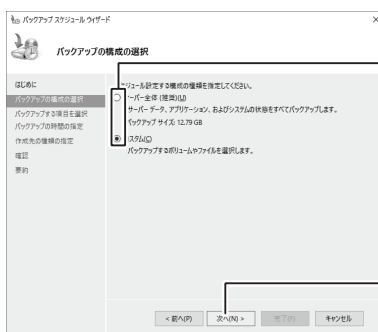 バックアップ スケジュール ウィザード
バックアップの構成の選択
はじめに
バックアップの構成の選択
バックアップする項目を選択
バックアップの時間の指定
作成先の種類の指定
確認
要約
ジュール設定する構成の種類を指定してください。
ーバー全体 (推奨)(U)
サーバー データ、アプリケーション、およびシステムの状態をすべてバックアップします。
バックアップ サイズ: 12.79 GB
スタム(C)
バックアップするボリュームやファイルを選択します。
< 前へ(P) 次へ(N) > 完了(F) キャンセル